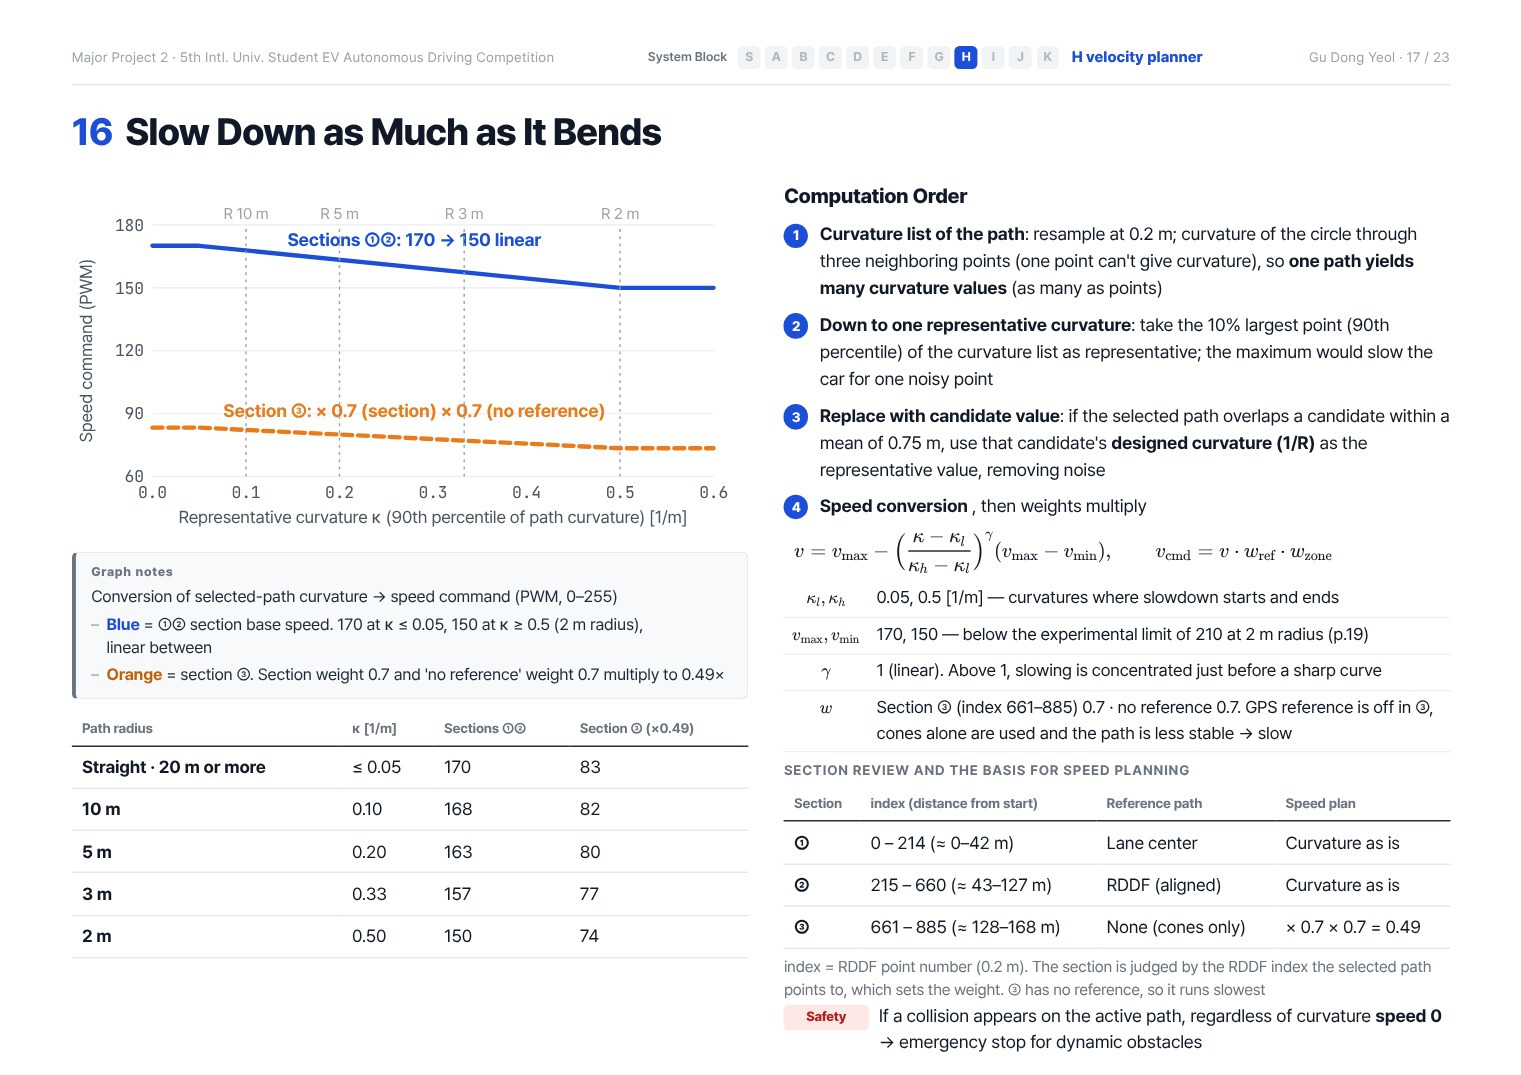 Major Project 2 · 5th Intl. Univ. Student EV Autonomous Driving Competition
System Block S A B C D E F G H I J K H velocity planner
Gu Dong Yeol · 17 / 23
16 Slow Down as Much as It Bends
R 10 m R 5 m R 3 m R 2 m
180
Sections ①②: 170 → 150 linear
150
120
90
Section ③: × 0.7 (section) × 0.7 (no reference)
60
Speed command (PWM)
0.0 0.1 0.2 0.3 0.4 0.5 0.6
Representative curvature κ (90th percentile of path curvature) [1/m]
Graph notes
Conversion of selected-path curvature → speed command (PWM, 0–255)
– Blue = ①② section base speed. 170 at κ ≤ 0.05, 150 at κ ≥ 0.5 (2 m radius),
linear between
– Orange = section ③. Section weight 0.7 and 'no reference' weight 0.7 multiply to 0.49×
Path radius κ [1/m] Sections ①② Section ③ (×0.49)
Straight · 20 m or more ≤ 0.05 170 83
10 m 0.10 168 82
5 m 0.20 163 80
3 m 0.33 157 77
2 m 0.50 150 74
Computation Order
1 Curvature list of the path: resample at 0.2 m; curvature of the circle through
three neighboring points (one point can't give curvature), so one path yields
many curvature values (as many as points)
2 Down to one representative curvature: take the 10% largest point (90th
percentile) of the curvature list as representative; the maximum would slow the
car for one noisy point
3 Replace with candidate value: if the selected path overlaps a candidate within a
mean of 0.75 m, use that candidate's designed curvature (1/R) as the
representative value, removing noise
4 Speed conversion , then weights multiply
v = v_max − ( (κ − κ_l) / (κ_h − κ_l) )^γ (v_max − v_min), v_cmd = v · w_ref · w_zone
κ_l, κ_h 0.05, 0.5 [1/m] — curvatures where slowdown starts and ends
v_max, v_min 170, 150 — below the experimental limit of 210 at 2 m radius (p.19)
γ 1 (linear). Above 1, slowing is concentrated just before a sharp curve
w Section ③ (index 661–885) 0.7 · no reference 0.7. GPS reference is off in ③,
cones alone are used and the path is less stable → slow
SECTION REVIEW AND THE BASIS FOR SPEED PLANNING
Section index (distance from start) Reference path Speed plan
① 0 – 214 (≈ 0–42 m) Lane center Curvature as is
② 215 – 660 (≈ 43–127 m) RDDF (aligned) Curvature as is
③ 661 – 885 (≈ 128–168 m) None (cones only) × 0.7 × 0.7 = 0.49
index = RDDF point number (0.2 m). The section is judged by the RDDF index the selected path
points to, which sets the weight. ③ has no reference, so it runs slowest
Safety If a collision appears on the active path, regardless of curvature speed 0
→ emergency stop for dynamic obstacles